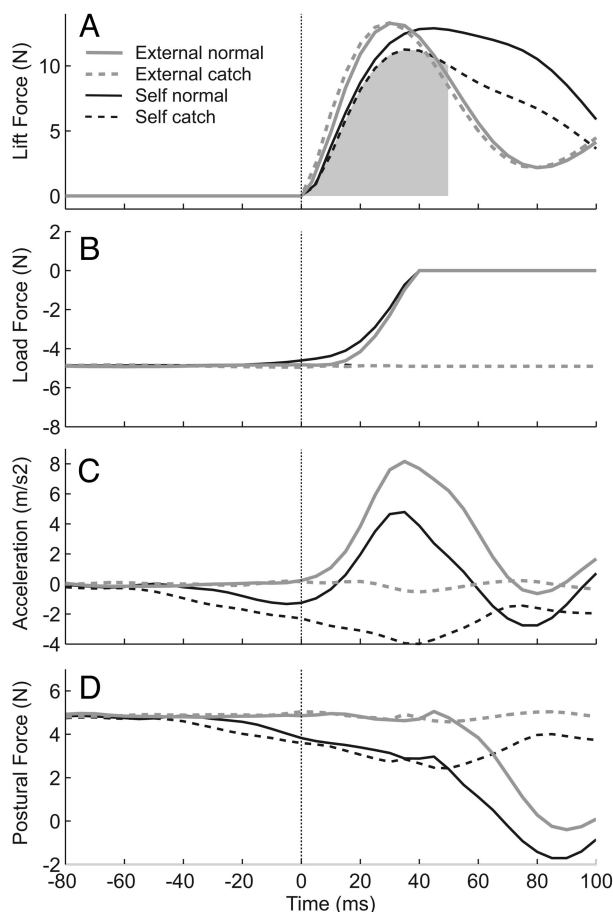 A
External normal
External catch
Self normal
Self catch
Lift Force (N)
10
5
0
B
Load Force (N)
2
0
-2
-4
-6
-8
C
Acceleration (m/s2)
8
6
4
2
0
-2
-4
D
Postural Force (N)
6
4
2
0
-2
-80 -60 -40 -20 0 20 40 60 80 100
Time (ms)